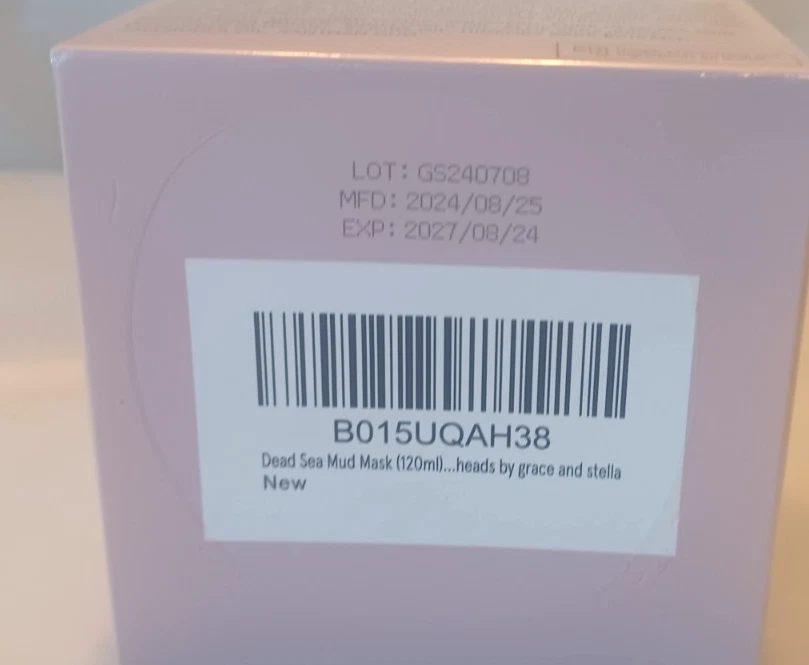 LOT: GS240708
MFD: 2024/08/25
EXP: 2027/08/24
B015UQAH38
Dead Sea Mud Mask (120ml)...heads by grace and stella
New